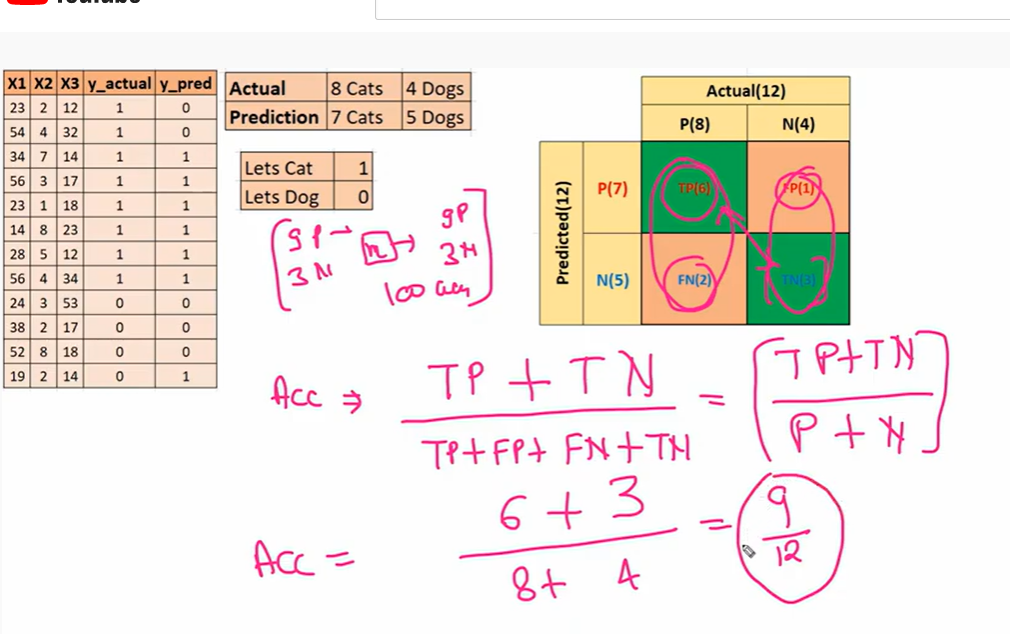 YouTube
X1 X2 X3 y_actual y_pred
23 2 12 1 0
54 4 32 1 0
34 7 14 1 1
56 3 17 1 1
23 1 18 1 1
14 8 23 1 1
28 5 12 1 1
56 4 34 1 1
24 3 53 0 0
38 2 17 0 0
52 8 18 0 0
19 2 14 0 1
Actual 8 Cats 4 Dogs
Prediction 7 Cats 5 Dogs
Lets Cat 1
Lets Dog 0
9P → m → 9P
3N 3N
100
Actual(12)
P(8) N(4)
Predicted(12)
P(7) TP(6) FP(1)
N(5) FN(2) TN(3)
Acc ⇒ TP + TN = [TP+TN
TP+FP+ FN+TN P + N]
Acc = 6 + 3 = 9
8+ 4 12